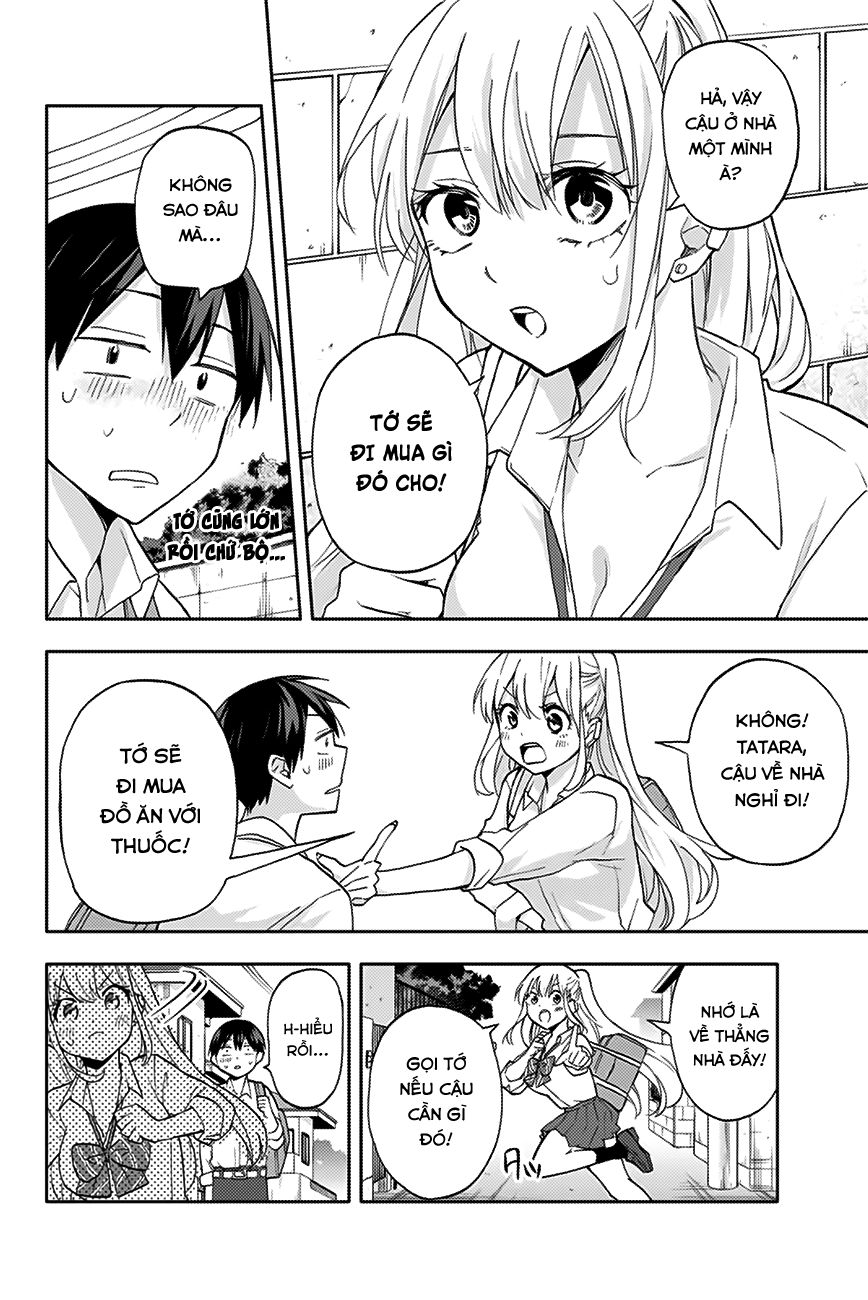 HẢ, VẬY
CẬU Ở NHÀ
MỘT MÌNH
À?
TỚ SẼ
ĐI MUA GÌ
ĐÓ CHO!
KHÔNG
SAO ĐÂU
MÀ...
TỚ CŨNG LỚN
RỒI CHỨ BỘ...
KHÔNG!
TATARA,
CẬU VỀ NHÀ
NGHỈ ĐI!
TỚ SẼ
ĐI MUA
ĐỒ ĂN VỚI
THUỐC!
NHỚ LÀ
VỀ THẲNG
NHÀ ĐẤY!
GỌI TỚ
NẾU CẬU
CẦN GÌ
ĐÓ!
タッ
H-HIỂU
RỒI...